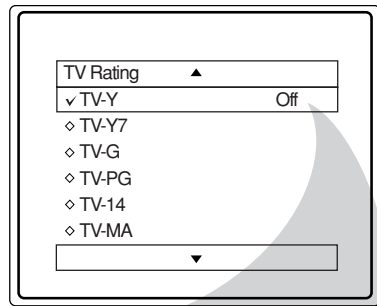 TV Rating ▲
✓ TV-Y Off
◇ TV-Y7
◇ TV-G
◇ TV-PG
◇ TV-14
◇ TV-MA
▼